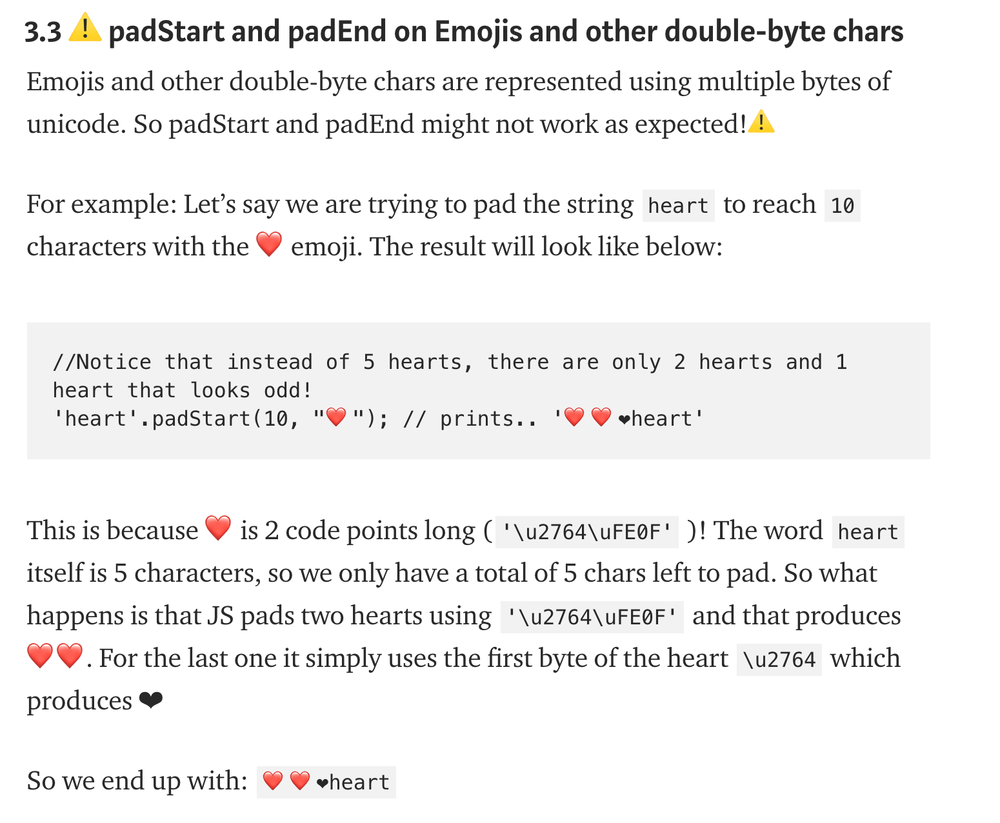 3.3 ⚠️ padStart and padEnd on Emojis and other double-byte chars
Emojis and other double-byte chars are represented using multiple bytes of
unicode. So padStart and padEnd might not work as expected!⚠️
For example: Let’s say we are trying to pad the string heart to reach 10
characters with the ❤️ emoji. The result will look like below:
//Notice that instead of 5 hearts, there are only 2 hearts and 1
heart that looks odd!
'heart'.padStart(10, "❤️"); // prints.. '❤️❤️❤heart'
This is because ❤️ is 2 code points long ( '\u2764\uFE0F' )! The word heart
itself is 5 characters, so we only have a total of 5 chars left to pad. So what
happens is that JS pads two hearts using '\u2764\uFE0F' and that produces
❤️❤️. For the last one it simply uses the first byte of the heart \u2764 which
produces ❤
So we end up with: ❤️❤️❤heart